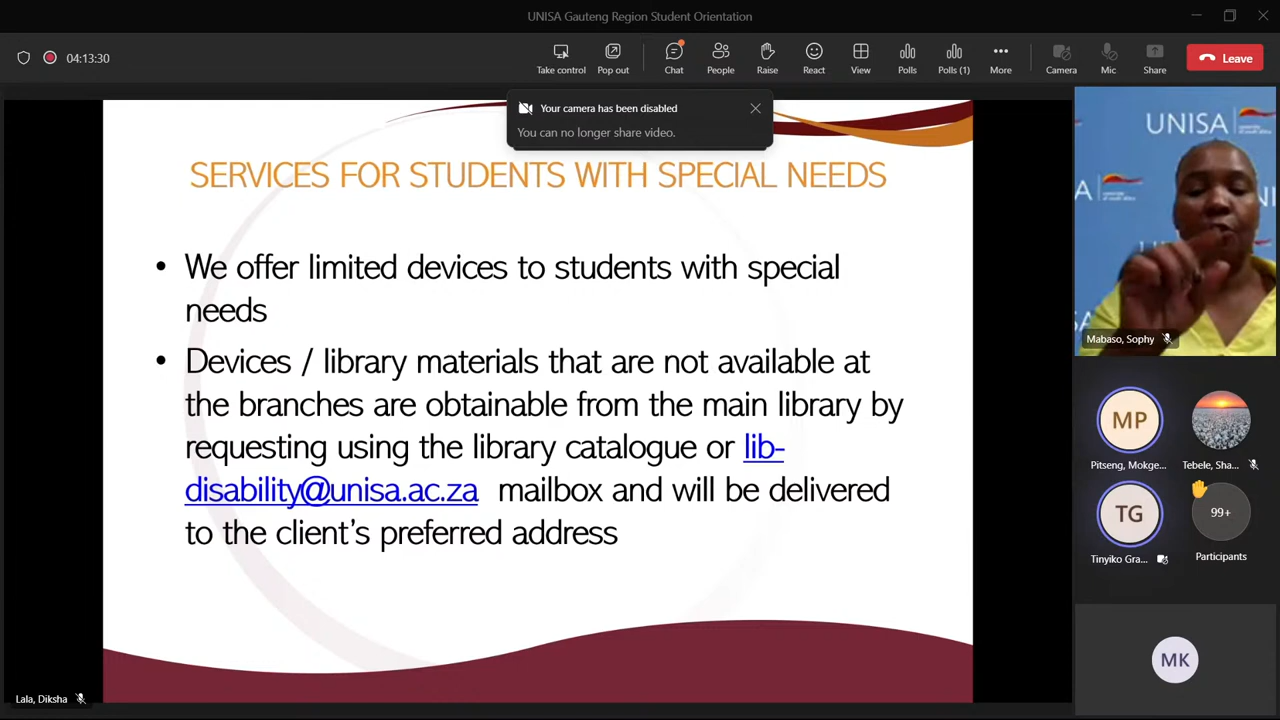 UNISA Gauteng Region Student Orientation
04:13:30
Take control
Pop out
Chat
People
Raise
React
View
Polls
Polls (1)
More
Camera
Mic
Share
Leave
Your camera has been disabled
You can no longer share video.
SERVICES FOR STUDENTS WITH SPECIAL NEEDS
• We offer limited devices to students with special
needs
• Devices / library materials that are not available at
the branches are obtainable from the main library by
requesting using the library catalogue or lib-
disability@unisa.ac.za mailbox and will be delivered
to the client's preferred address
Lala, Diksha
UNISA
Mabaso, Sophy
MP
Pitseng, Mokge...
Tebele, Sha...
TG
Tinyiko Gra...
99+
Participants
MK